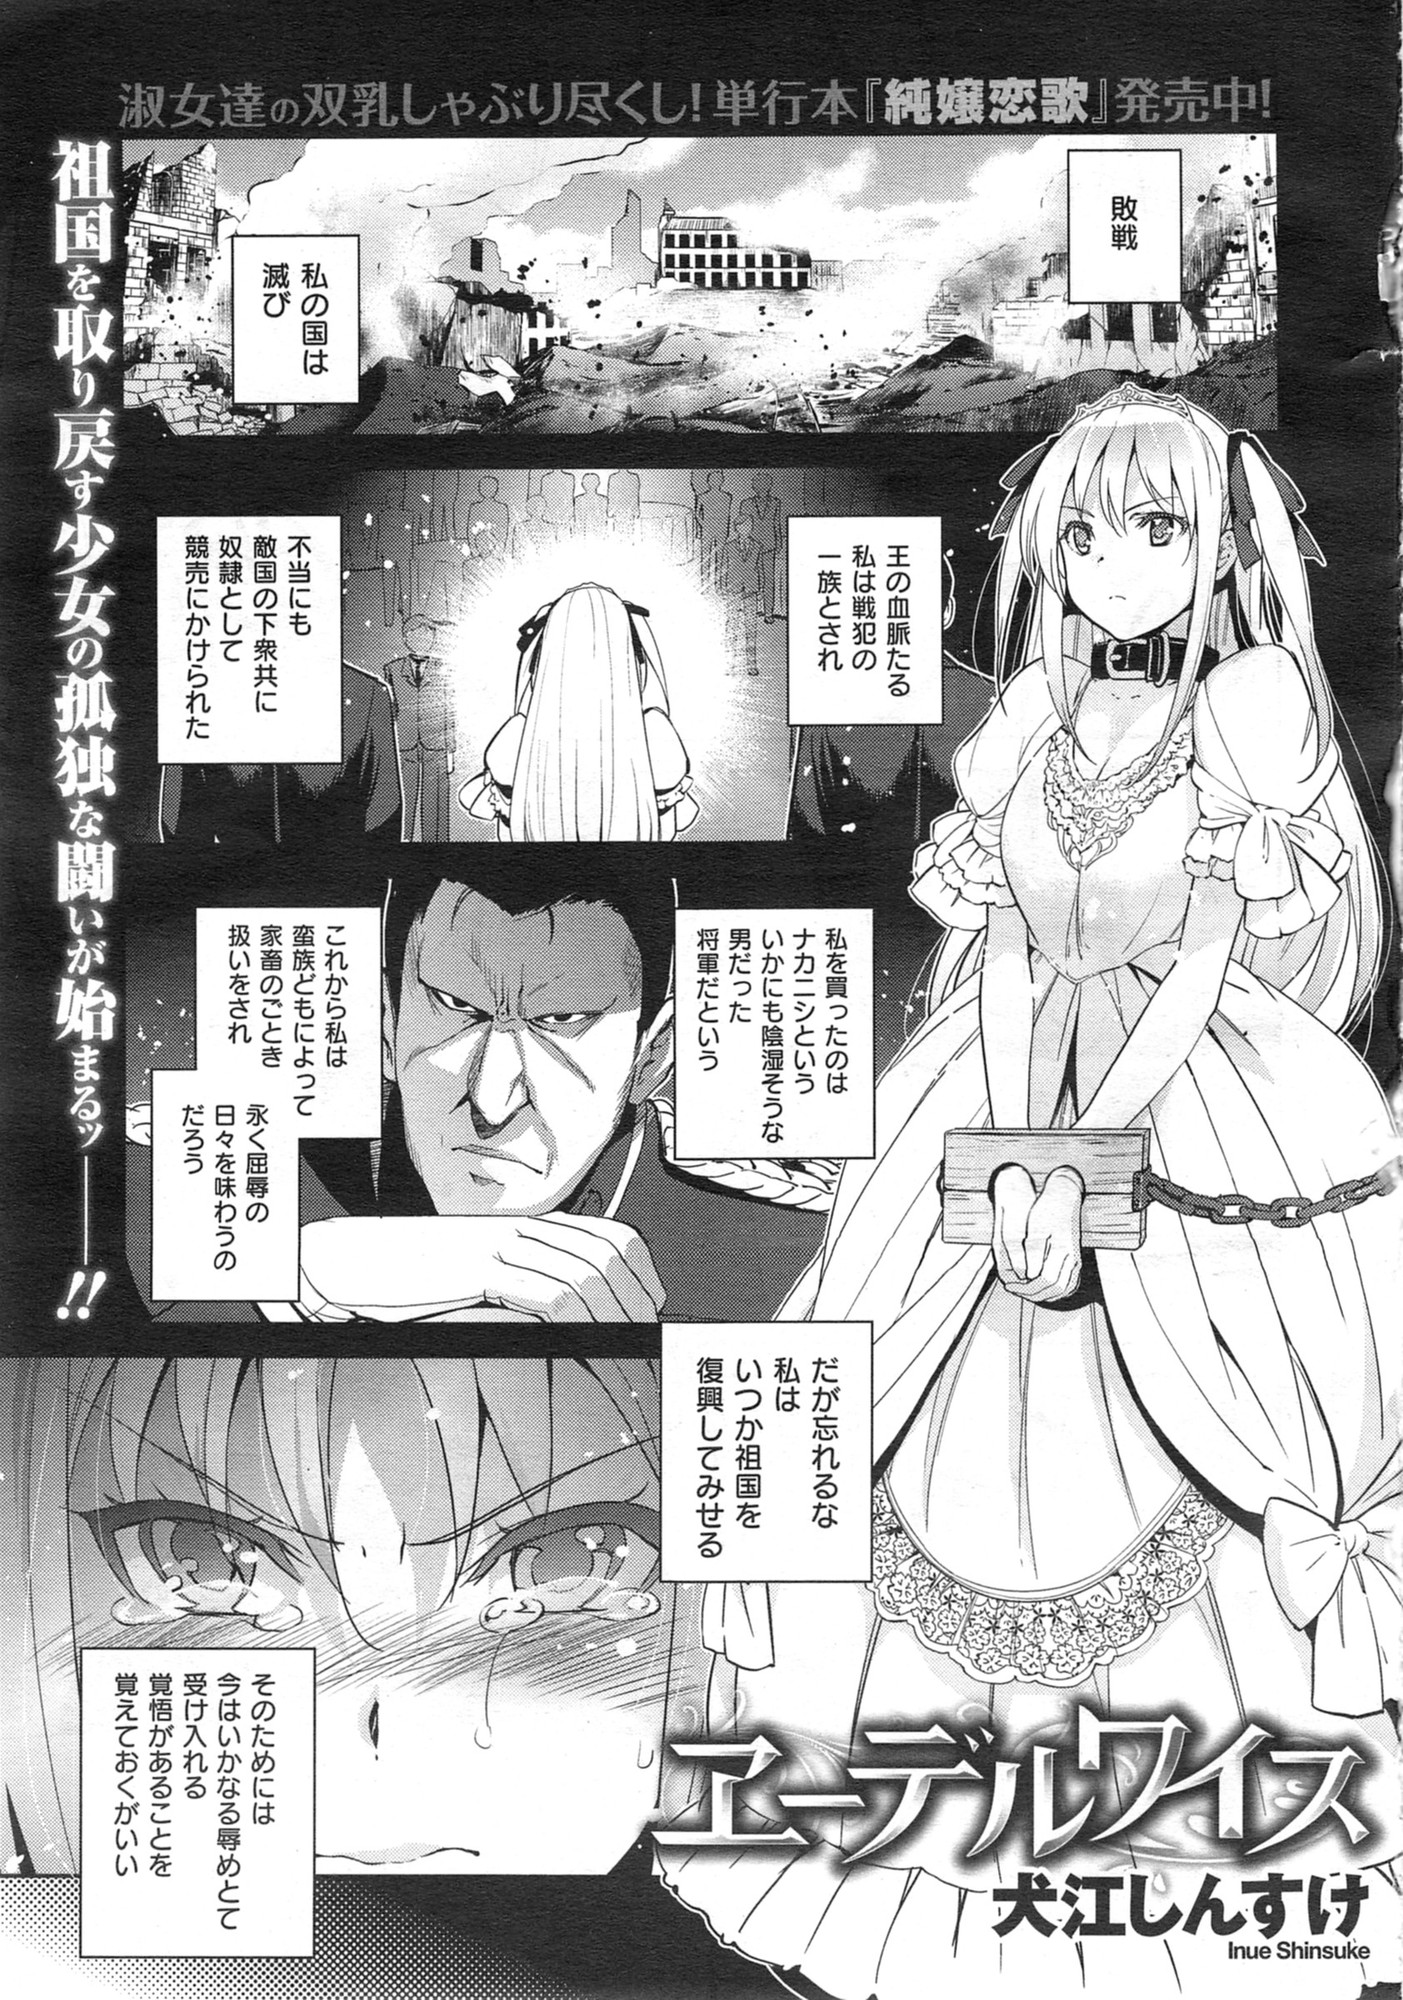 淑女達の双乳しゃぶり尽くし!単行本『純嬢恋歌』発売中!
祖国を取り戻す少女の孤独な闘いが始まるッ――!!
敗戦
私の国は
滅び
王の血脈たる
私は戦犯の
一族とされ
不当にも
敵国の下衆共に
奴隷として
競売にかけられた
私を買ったのは
ナカニシという
いかにも陰湿そうな
男だった
将軍だという
これから私は
蛮族どもによって
家畜のごとき
扱いをされ
永く屈辱の
日々を味わうの
だろう
だが忘れるな
私は
いつか祖国を
復興してみせる
そのためには
今はいかなる辱めとて
受け入れる
覚悟があることを
覚えておくがいい
ヱーデルワイス
犬江しんすけ
Inue Shinsuke